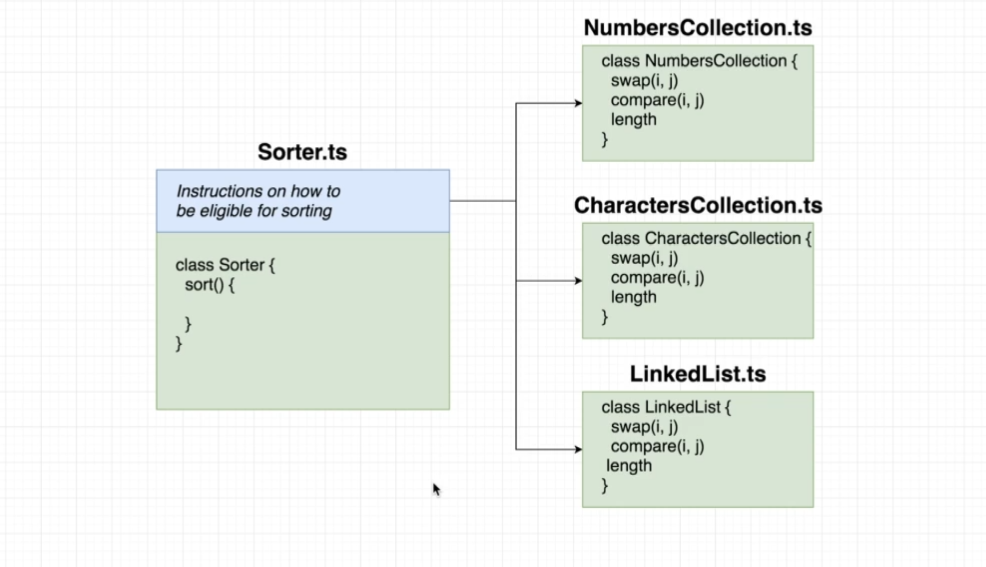 Sorter.ts
Instructions on how to
be eligible for sorting
class Sorter {
sort() {
}
}
NumbersCollection.ts
class NumbersCollection {
swap(i, j)
compare(i, j)
length
}
CharactersCollection.ts
class CharactersCollection {
swap(i, j)
compare(i, j)
length
}
LinkedList.ts
class LinkedList {
swap(i, j)
compare(i, j)
length
}